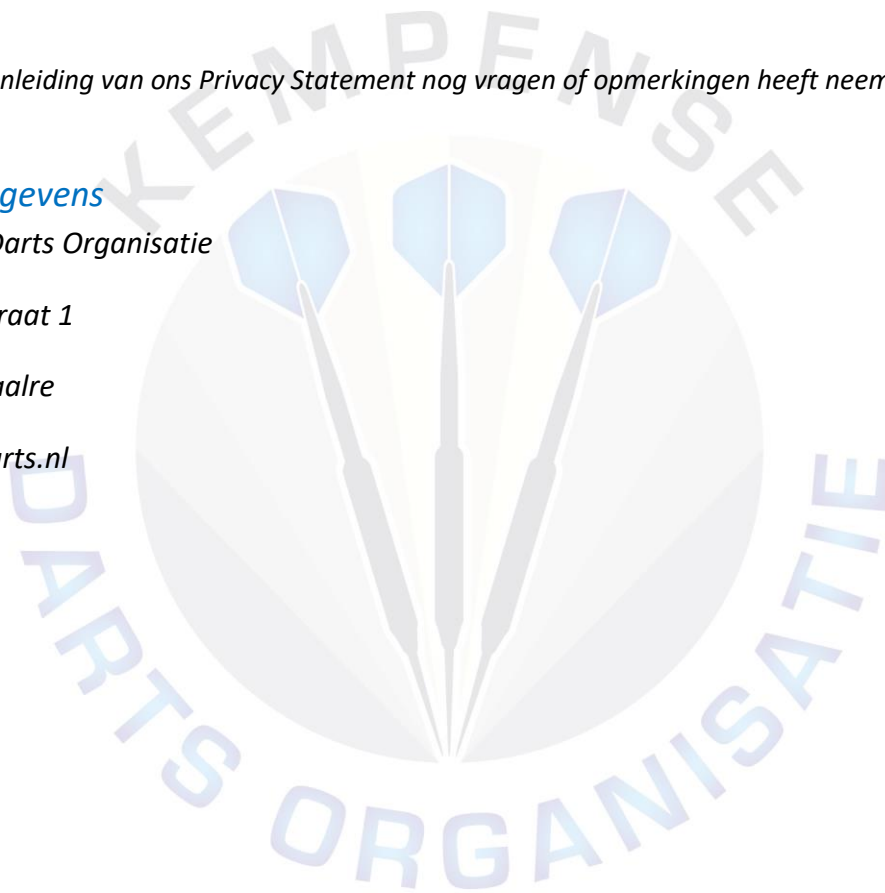 KEMPENSE
nleiding van ons Privacy Statement nog vragen of opmerkingen heeft neem
gevens
Darts Organisatie
raat 1
alre
rts.nl
DARTS ORGANISATIE